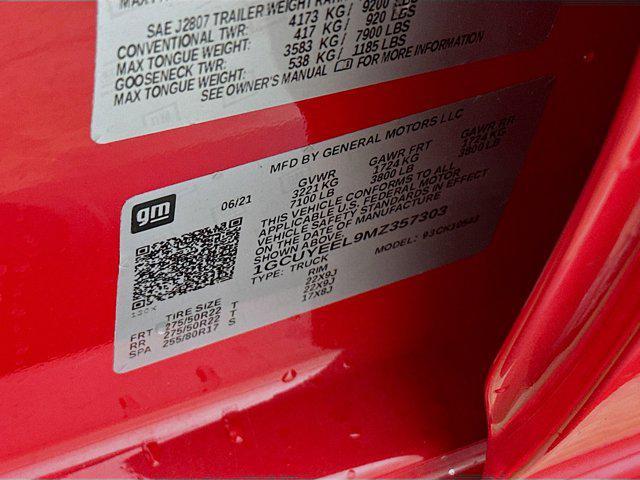 SAE J2807 TRAILER WEIGHT
4173 KG / 9200 LBS
CONVENTIONAL TWR: 417 KG / 920 LBS
MAX TONGUE WEIGHT: 3583 KG / 7900 LBS
GOOSENECK TWR: 538 KG / 1185 LBS
MAX TONGUE WEIGHT:
SEE OWNER'S MANUAL FOR MORE INFORMATION
MFD BY GENERAL MOTORS LLC
gm
06/21
GVWR GAWR FRT GAWR RR
3221 KG 1724 KG 1724 KG
7100 LB 3800 LB 3800 LB
THIS VEHICLE CONFORMS TO ALL
APPLICABLE U.S. FEDERAL MOTOR
VEHICLE SAFETY STANDARDS IN EFFECT
ON THE DATE OF MANUFACTURE
SHOWN ABOVE.
1GCUYEEL9MZ357303
TYPE: TRUCK MODEL:
TIRE SIZE RIM
FRT 275/50R22 T 22X9J
RR 275/50R22 T 22X9J
SPA 255/80R17 S 17X8J